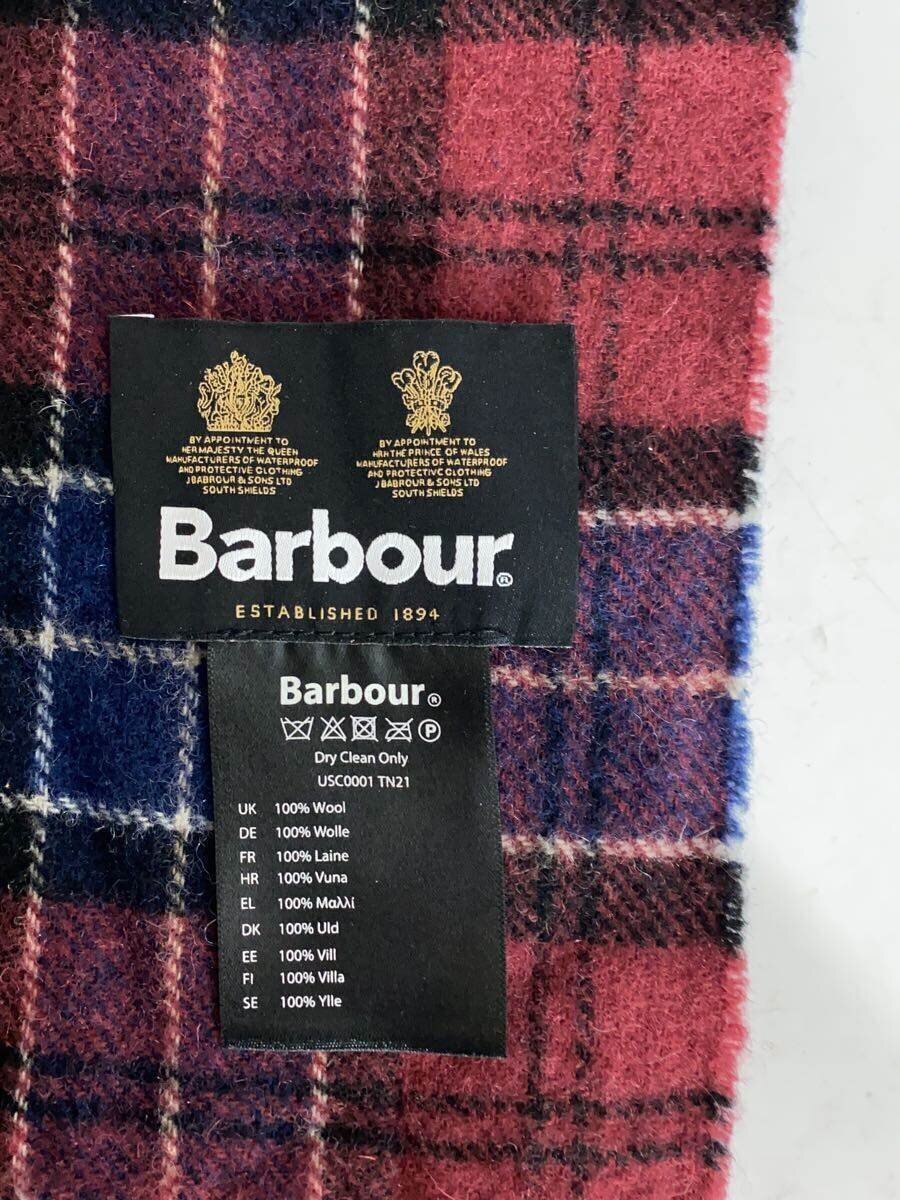 BY APPOINTMENT TO
HER MAJESTY THE QUEEN
MANUFACTURERS OF WATERPROOF
AND PROTECTIVE CLOTHING
J BABROUR & SONS LTD
SOUTH SHIELDS
BY APPOINTMENT TO
HRH THE PRINCE OF WALES
MANUFACTURERS OF WATERPROOF
AND PROTECTIVC CLOTHING
J BABROUR & SONS LTD
SOUTH SHIELDS
Barbour®
ESTABLISHED 1894
Barbour®
P
Dry Clean Only
USC0001 TN21
UK 100% Wool
DE 100% Wolle
FR 100% Laine
HR 100% Vuna
EL 100% Μαλλί
DK 100% Uld
EE 100% Vill
FI 100% Villa
SE 100% Ylle